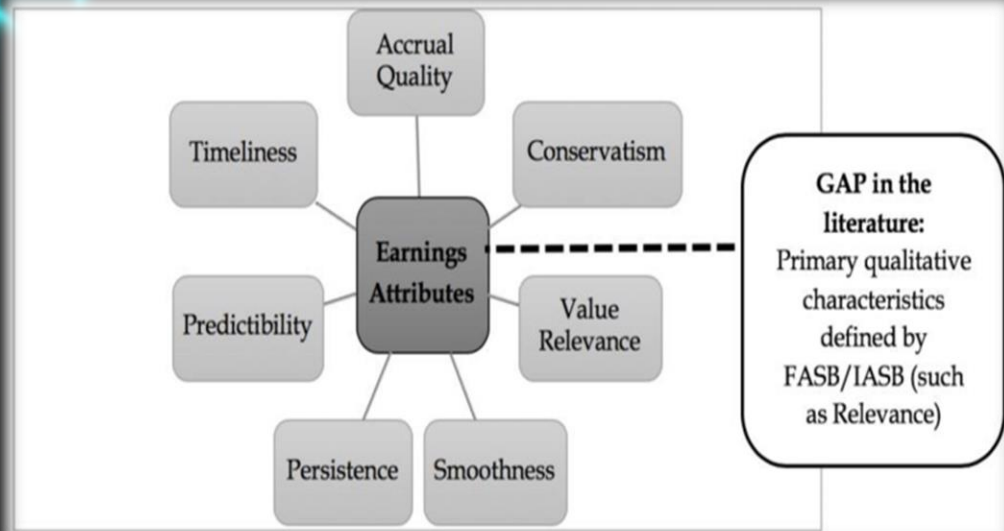 Accrual
Quality
Timeliness
Conservatism
Earnings
Attributes
Predictibility
Value
Relevance
Persistence
Smoothness
GAP in the
literature:
Primary qualitative
characteristics
defined by
FASB/IASB (such
as Relevance)